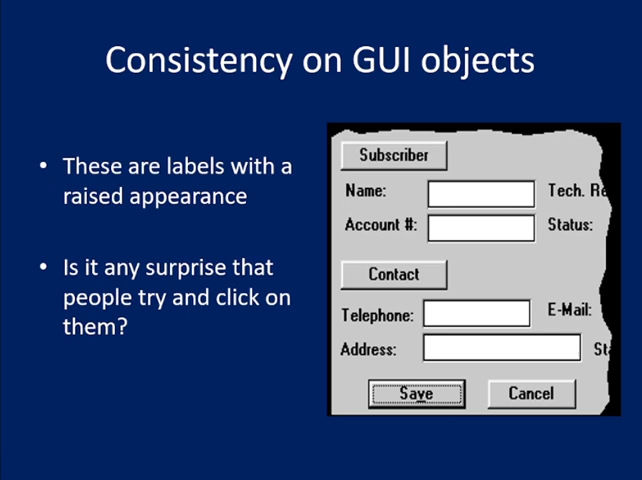 Consistency on GUI objects
• These are labels with a
raised appearance
• Is it any surprise that
people try and click on
them?
Subscriber
Name:
Tech. Re
Account #:
Status:
Contact
Telephone:
E-Mail:
Address:
St
Save
Cancel